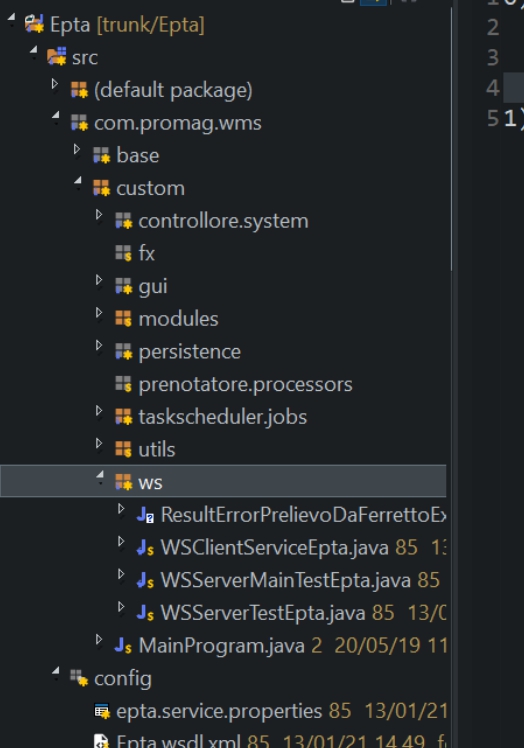 Epta [trunk/Epta]
src
(default package)
com.promag.wms
base
custom
controllore.system
fx
gui
modules
persistence
prenotatore.processors
taskscheduler.jobs
utils
ws
ResultErrorPrelievoDaFerrettoEx
WSClientServiceEpta.java 85 13
WSServerMainTestEpta.java 85
WSServerTestEpta.java 85 13/0
MainProgram.java 2 20/05/19 11
config
epta.service.properties 85 13/01/21
Epta.wsdl.xml 85 13/01/21 14.49 f
2
3
4
5 1)